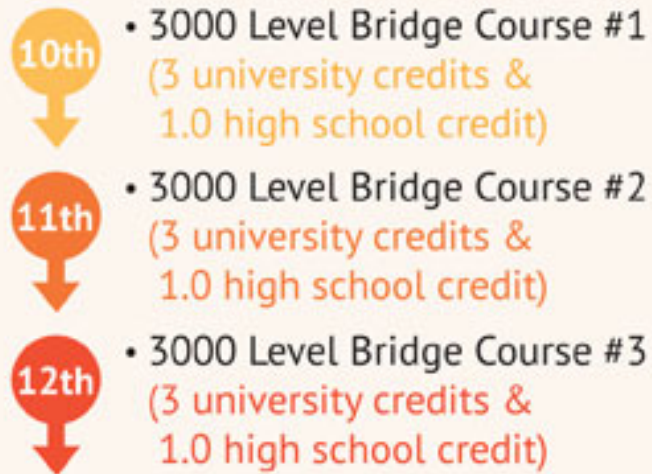 10th
• 3000 Level Bridge Course #1
(3 university credits &
1.0 high school credit)
11th
• 3000 Level Bridge Course #2
(3 university credits &
1.0 high school credit)
12th
• 3000 Level Bridge Course #3
(3 university credits &
1.0 high school credit)